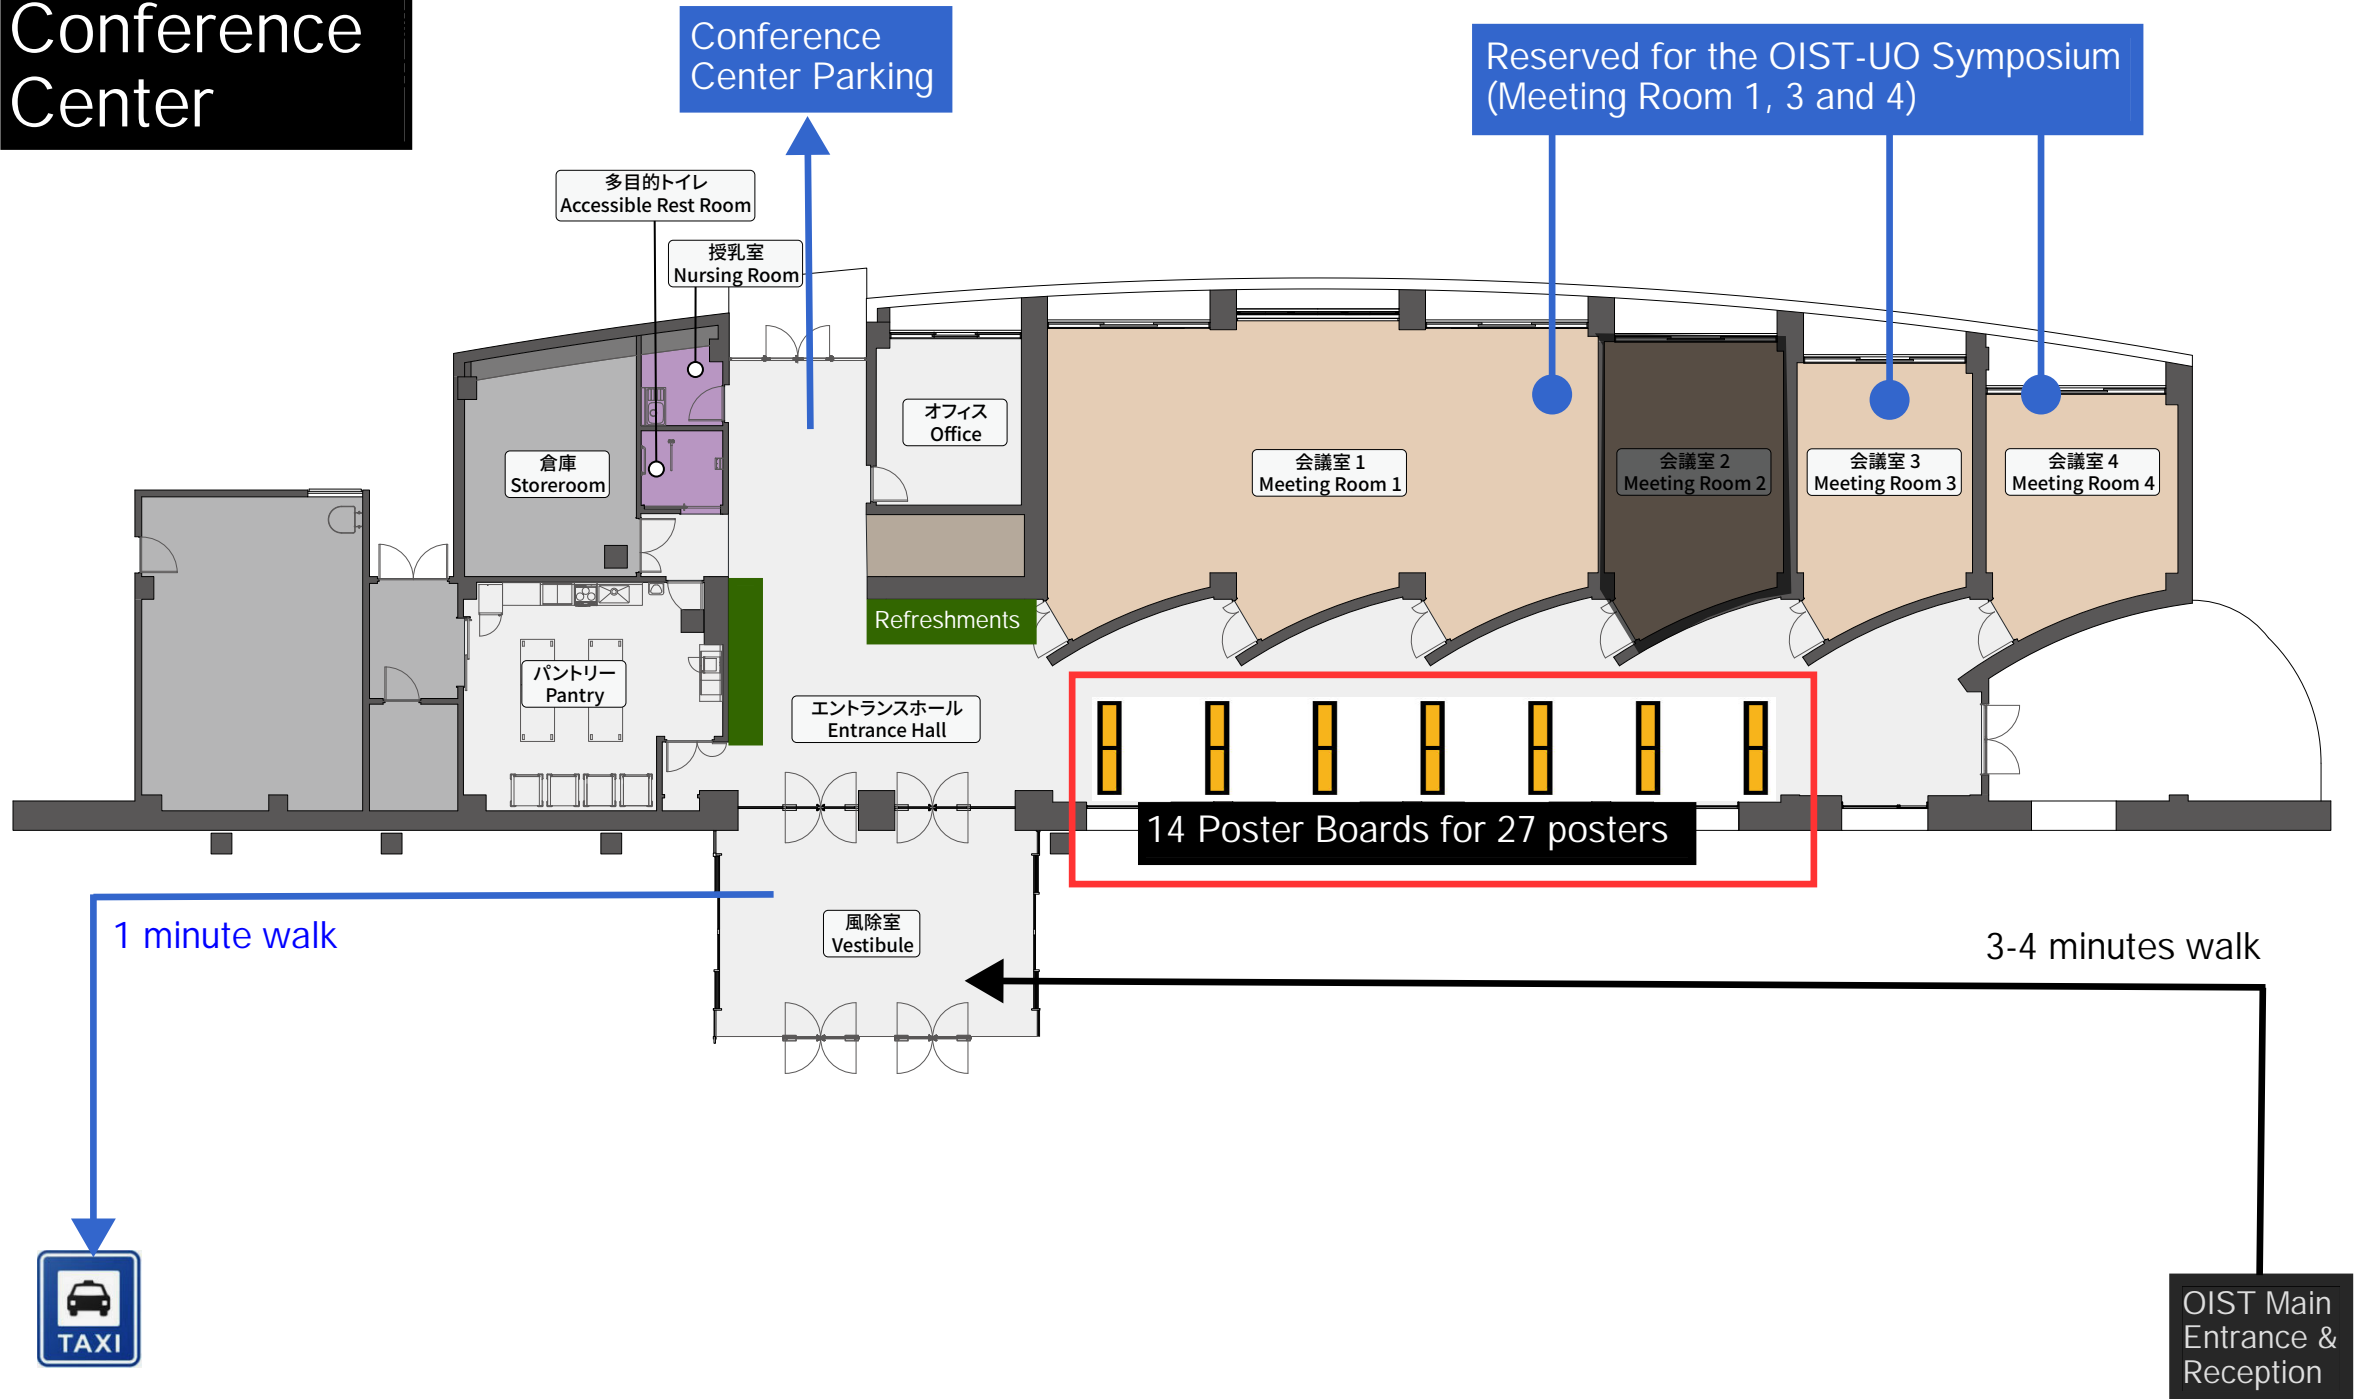 Conference
Center
Conference
Center Parking
Reserved for the OIST-UO Symposium
(Meeting Room 1, 3 and 4)
多目的トイレ
Accessible Rest Room
授乳室
Nursing Room
オフィス
Office
倉庫
Storeroom
会議室 1
Meeting Room 1
会議室 2
Meeting Room 2
会議室 3
Meeting Room 3
会議室 4
Meeting Room 4
Refreshments
パントリー
Pantry
エントランスホール
Entrance Hall
14 Poster Boards for 27 posters
1 minute walk
風除室
Vestibule
3-4 minutes walk
TAXI
OIST Main
Entrance &
Reception